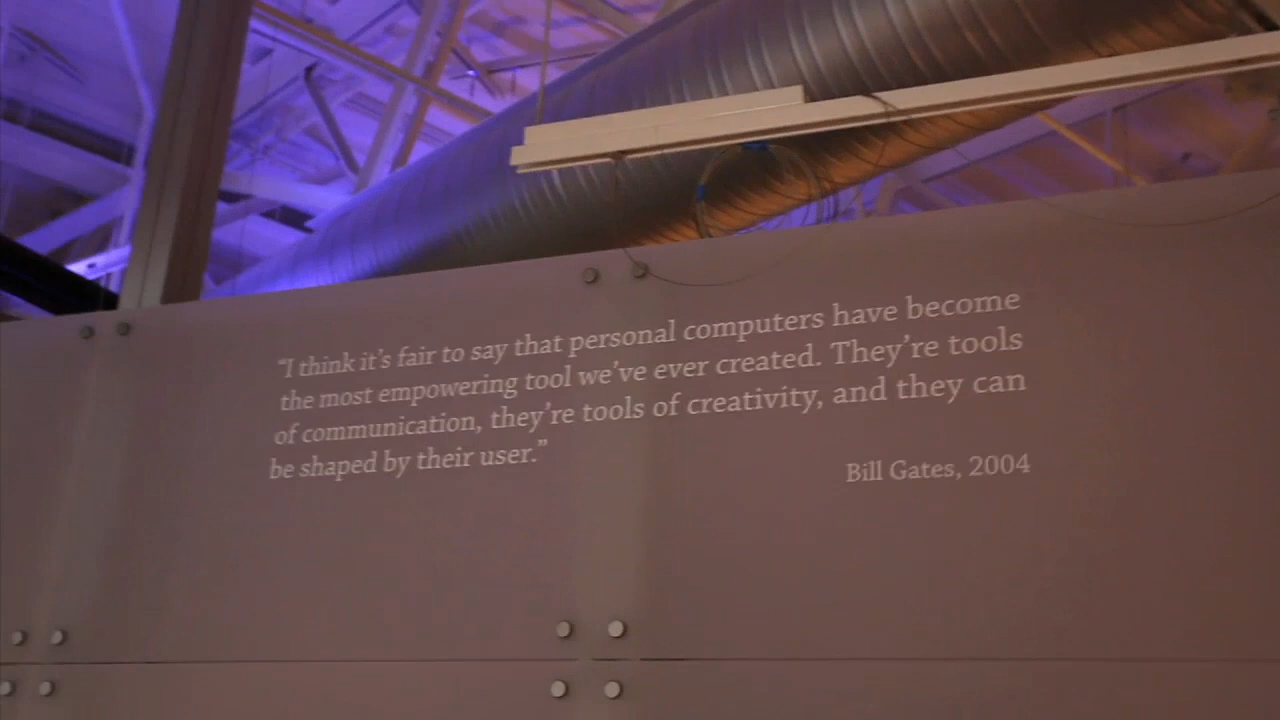 “I think it’s fair to say that personal computers have become
the most empowering tool we’ve ever created. They’re tools
of communication, they’re tools of creativity, and they can
be shaped by their user.”
Bill Gates, 2004